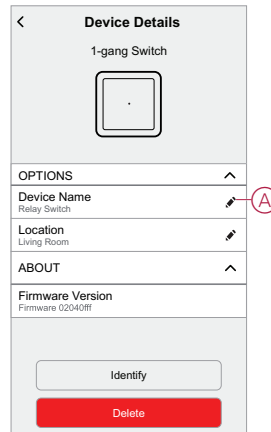 Device Details
1-gang Switch
OPTIONS
Device Name
Relay Switch
A
Location
Living Room
ABOUT
Firmware Version
Firmware 02040fff
Identify
Delete